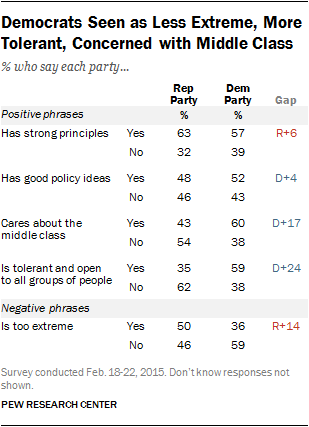 Democrats Seen as Less Extreme, More
Tolerant, Concerned with Middle Class
% who say each party...
Rep Party Dem Party Gap
% %
Positive phrases
Has strong principles Yes 63 57 R+6
No 32 39
Has good policy ideas Yes 48 52 D+4
No 46 43
Cares about the middle class Yes 43 60 D+17
No 54 38
Is tolerant and open to all groups of people Yes 35 59 D+24
No 62 38
Negative phrases
Is too extreme Yes 50 36 R+14
No 46 59
Survey conducted Feb. 18-22, 2015. Don't know responses not
shown.
PEW RESEARCH CENTER